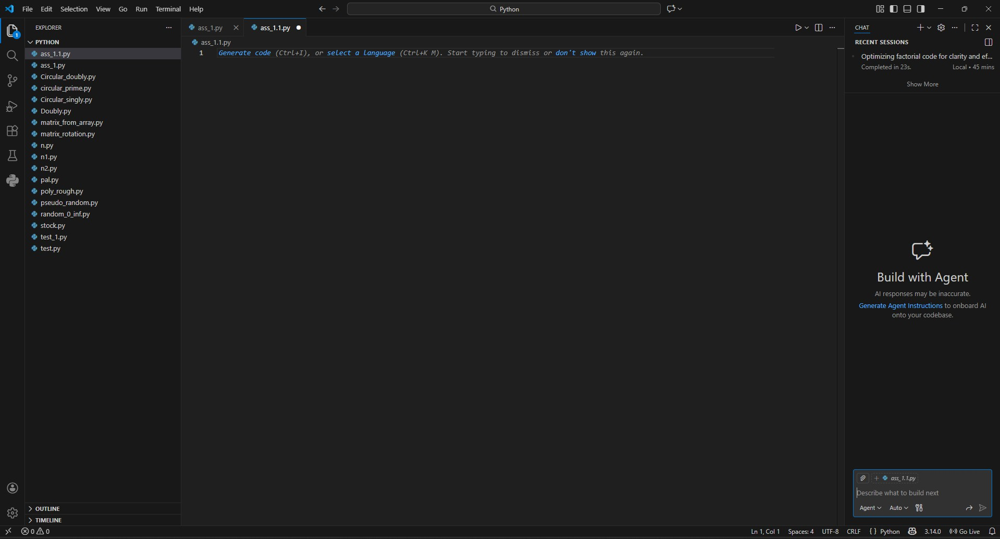 File Edit Selection View Go Run Terminal Help
Python
EXPLORER
PYTHON
ass_1.1.py
ass_1.py
Circular_doubly.py
circular_prime.py
Circular_singly.py
Doubly.py
matrix_from_array.py
matrix_rotation.py
n.py
n1.py
n2.py
pal.py
poly_rough.py
pseudo_random.py
random_0_inf.py
stock.py
test_1.py
test.py
OUTLINE
TIMELINE
1
ass_1.py
ass_1.1.py
ass_1.1.py
1 Generate code (Ctrl+I), or select a language (Ctrl+K M). Start typing to dismiss or don't show this again.
CHAT
RECENT SESSIONS
Optimizing factorial code for clarity and ef...
Completed in 23s. Local • 45 mins
Show More
Build with Agent
AI responses may be inaccurate.
Generate Agent Instructions to onboard AI
onto your codebase.
ass_1.1.py
Describe what to build next
Agent Auto
0 0
Ln 1, Col 1 Spaces: 4 UTF-8 CRLF {} Python 3.14.0 Go Live